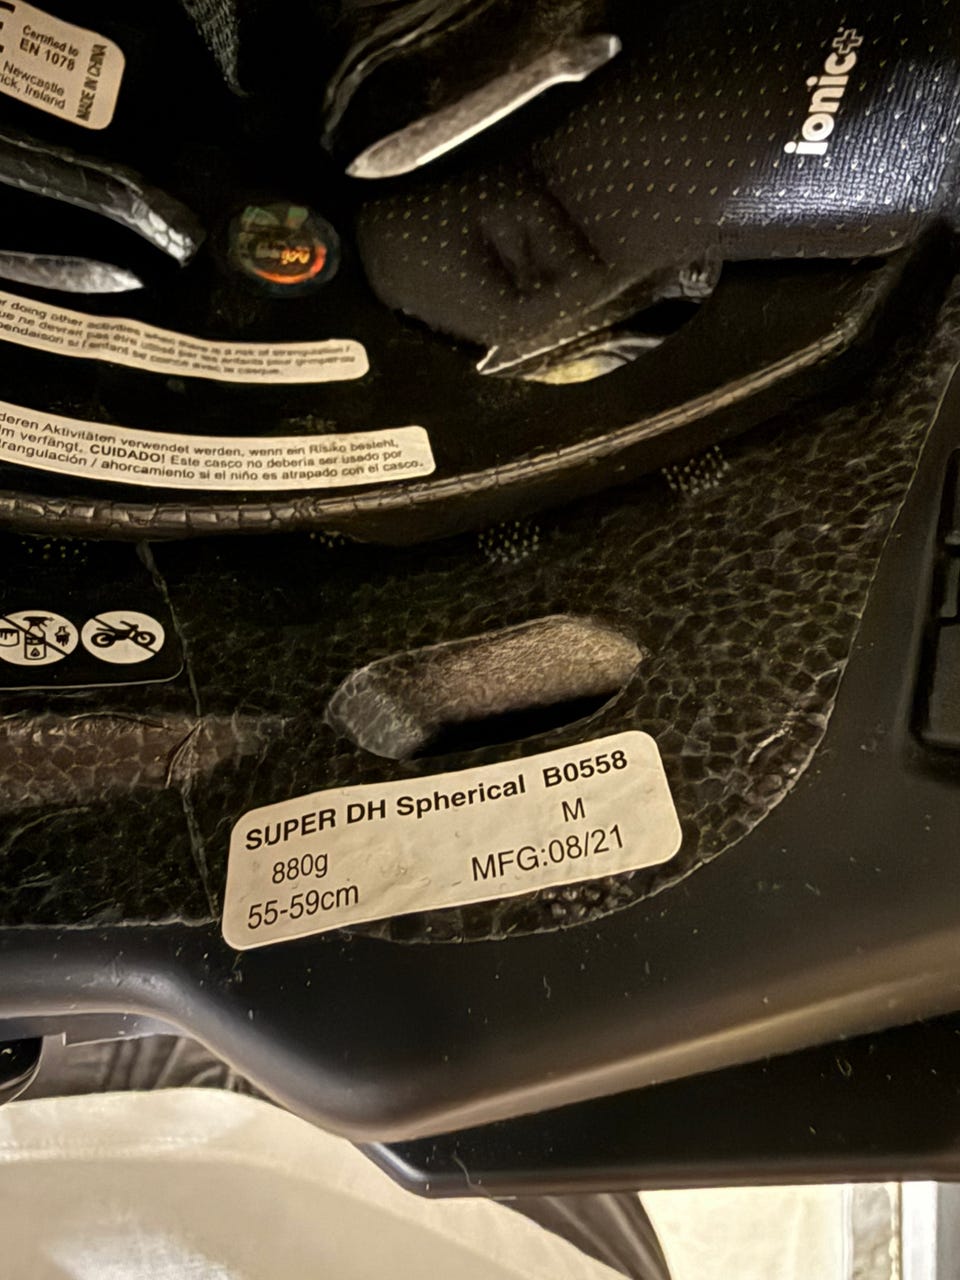 Certified to
EN 1078
Newcastle
ick, Ireland
MADE IN CHINA
ionic+
r doing other activities when there is a risk of strangulation /
ue ne devrait pas être utilisé par les enfants pour grimper
pendaison si l'enfant se coince avec le casque.
deren Aktivitäten verwendet werden, wenn ein Risiko besteht,
lm verfängt. CUIDADO! Este casco no debería ser usado por
trangulación / ahorcamiento si el niño es atrapado con el casco.
SUPER DH Spherical B0558
M
880g
MFG:08/21
55-59cm